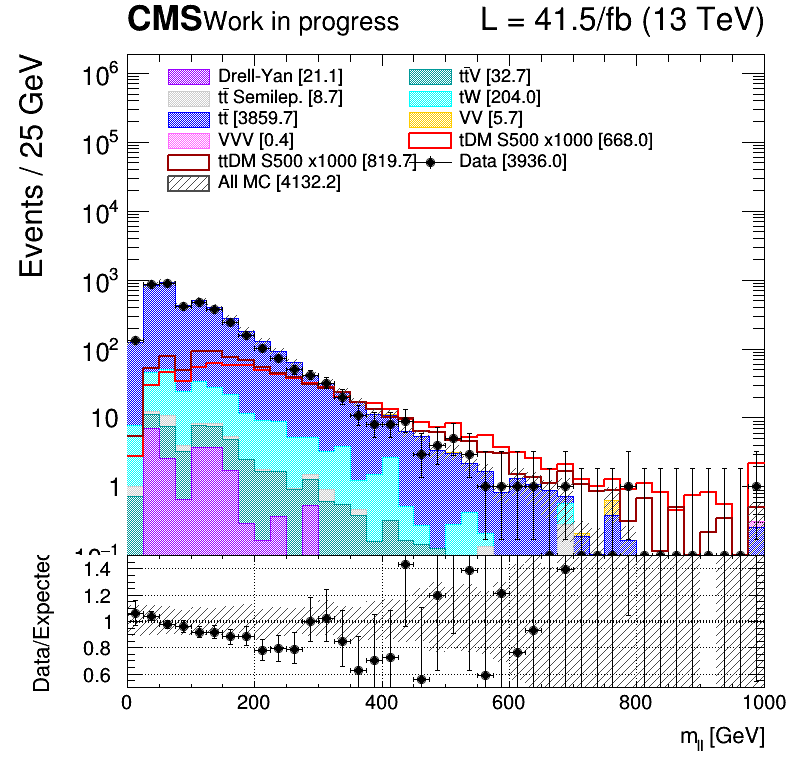 CMS Work in progress L = 41.5/fb (13 TeV)
Events / 25 GeV
Drell-Yan [21.1] tt̄V [32.7]
tt̄ Semilep. [8.7] tW [204.0]
tt̄ [3859.7] VV [5.7]
VVV [0.4] tDM S500 x1000 [668.0]
ttDM S500 x1000 [819.7] Data [3936.0]
All MC [4132.2]
10⁶
10⁵
10⁴
10³
10²
10
1
10⁻¹
Data/Expected
1.4
1.2
1
0.8
0.6
0 200 400 600 800 1000
m_ll [GeV]